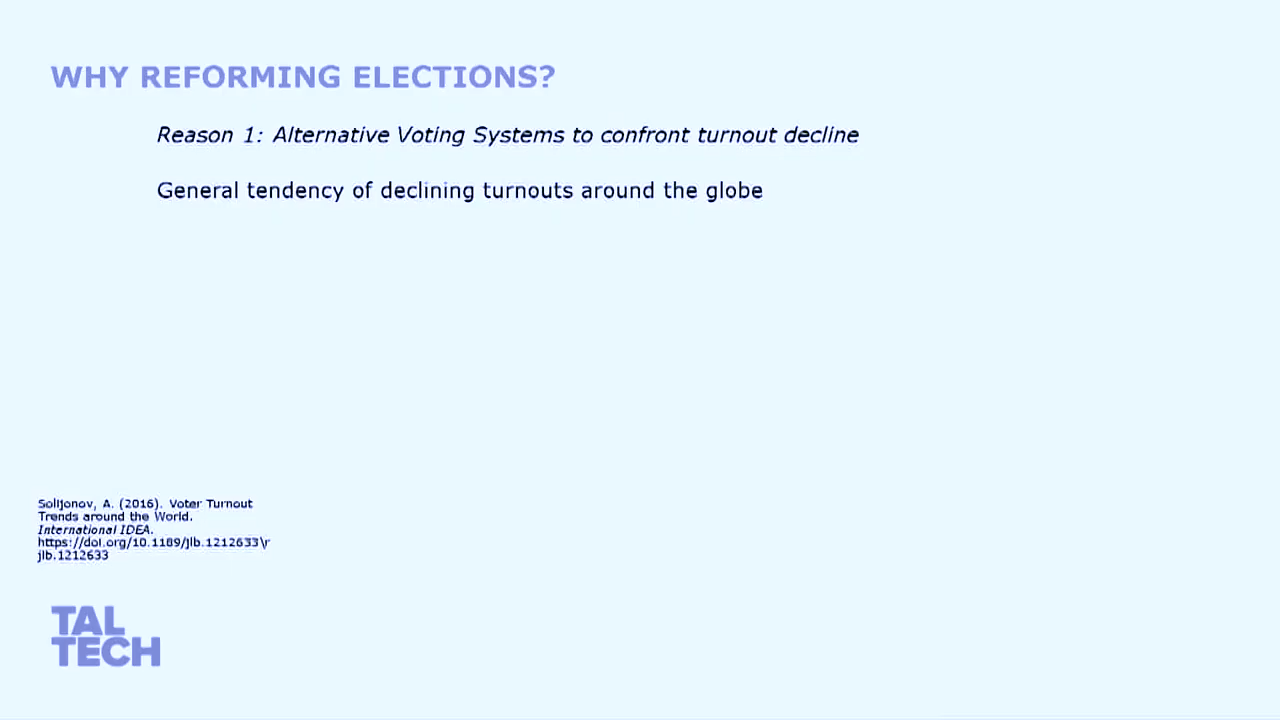 WHY REFORMING ELECTIONS?
Reason 1: Alternative Voting Systems to confront turnout decline
General tendency of declining turnouts around the globe
Solijonov, A. (2016). Voter Turnout
Trends around the World.
International IDEA.
https://doi.org/10.1189/jlb.1212633\r
jlb.1212633
TAL
TECH